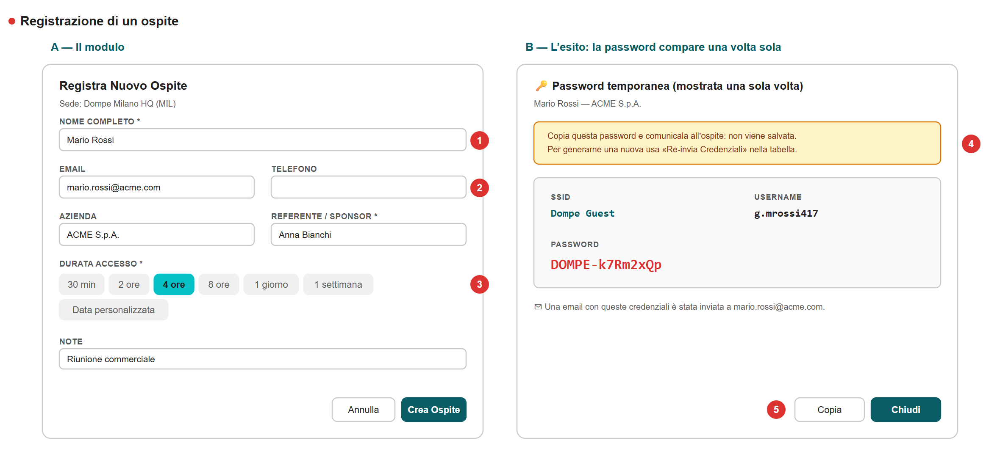 Registrazione di un ospite
A — Il modulo
Registra Nuovo Ospite
Sede: Dompe Milano HQ (MIL)
NOME COMPLETO *
Mario Rossi
1
EMAIL
TELEFONO
mario.rossi@acme.com
2
AZIENDA
REFERENTE / SPONSOR *
ACME S.p.A.
Anna Bianchi
DURATA ACCESSO *
30 min
2 ore
4 ore
8 ore
1 giorno
1 settimana
3
Data personalizzata
NOTE
Riunione commerciale
Annulla
Crea Ospite
B — L’esito: la password compare una volta sola
Password temporanea (mostrata una sola volta)
Mario Rossi — ACME S.p.A.
Copia questa password e comunicala all’ospite: non viene salvata.
Per generarne una nuova usa «Re-invia Credenziali» nella tabella.
4
SSID
USERNAME
Dompe Guest
g.mrossi417
PASSWORD
DOMPE-k7Rm2xQp
Una email con queste credenziali è stata inviata a mario.rossi@acme.com.
5
Copia
Chiudi